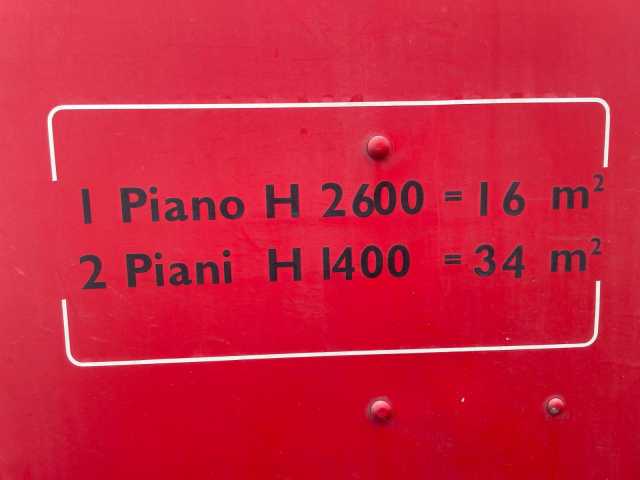 1 Piano H 2600 = 16 m²
2 Piani H 1400 = 34 m²